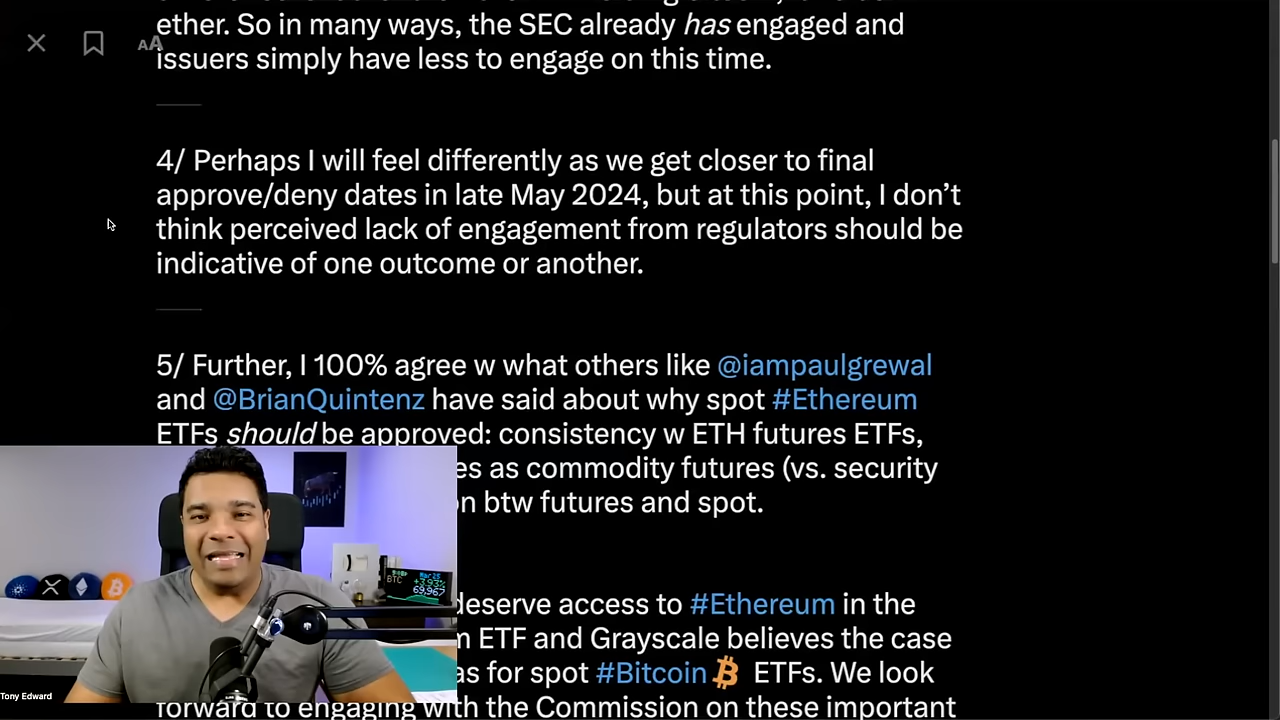 ether. So in many ways, the SEC already has engaged and
issuers simply have less to engage on this time.
AA
4/ Perhaps I will feel differently as we get closer to final
approve/deny dates in late May 2024, but at this point, I don’t
think perceived lack of engagement from regulators should be
indicative of one outcome or another.
5/ Further, I 100% agree w what others like @iampaulgrewal
and @BrianQuintenz have said about why spot #Ethereum
ETFs should be approved: consistency w ETH futures ETFs,
es as commodity futures (vs. security
n btw futures and spot.
deserve access to #Ethereum in the
ETF and Grayscale believes the case
as for spot #Bitcoin ETFs. We look
forward to engaging with the Commission on these important
BTC
Mar 25
+3.93%
69,967
Tony Edward